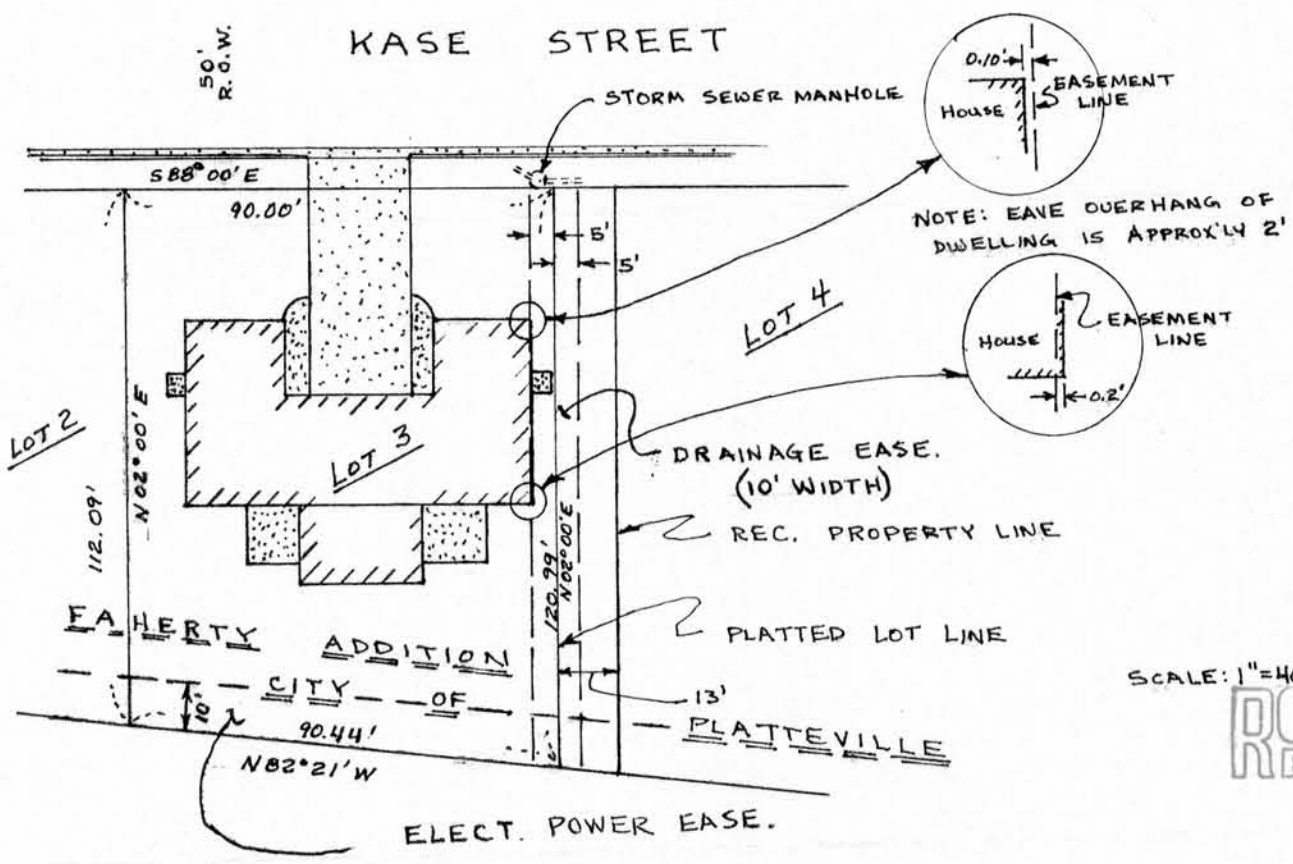 KASE STREET
50'
R.O.W.
STORM SEWER MANHOLE
0.10'
HOUSE
EASEMENT
LINE
S88°00'E
90.00'
NOTE: EAVE OVERHANG OF
DWELLING IS APPROX'LY 2'
5'
5'
LOT 4
HOUSE
EASEMENT
LINE
0.2'
LOT 2
112.09'
N02°00'E
LOT 3
DRAINAGE EASE.
(10' WIDTH)
REC. PROPERTY LINE
120.99'
N02°00'E
PLATTED LOT LINE
FAHERTY ADDITION
CITY OF PLATTEVILLE
10'
13'
90.44'
N82°21'W
SCALE: 1"=
ELECT. POWER EASE.